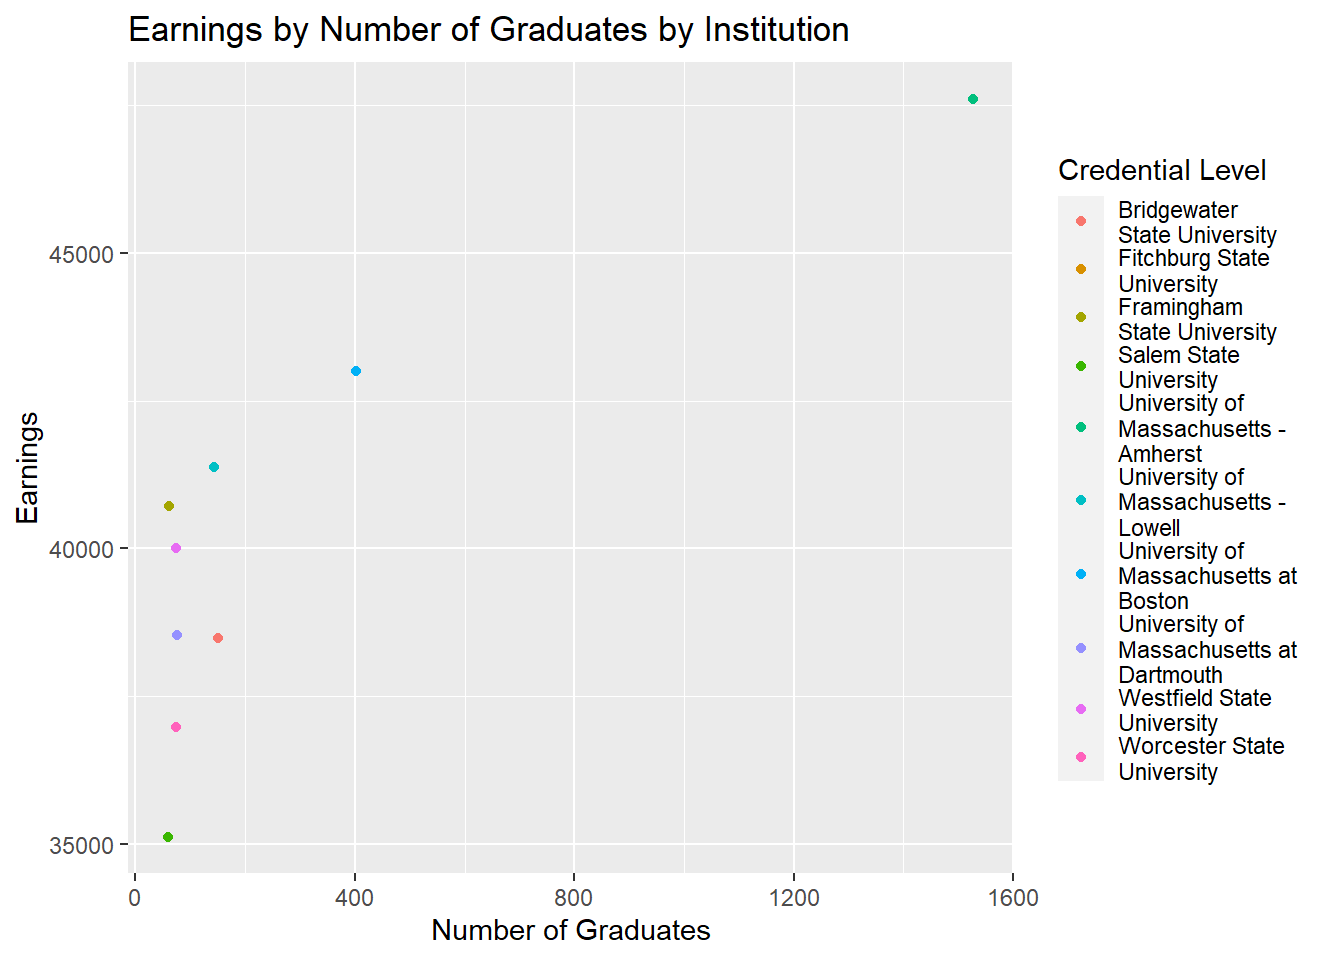 Earnings by Number of Graduates by Institution
Earnings
45000
40000
35000
0 400 800 1200 1600
Number of Graduates
Credential Level
Bridgewater
State University
Fitchburg State
University
Framingham
State University
Salem State
University
University of
Massachusetts -
Amherst
University of
Massachusetts -
Lowell
University of
Massachusetts at
Boston
University of
Massachusetts at
Dartmouth
Westfield State
University
Worcester State
University